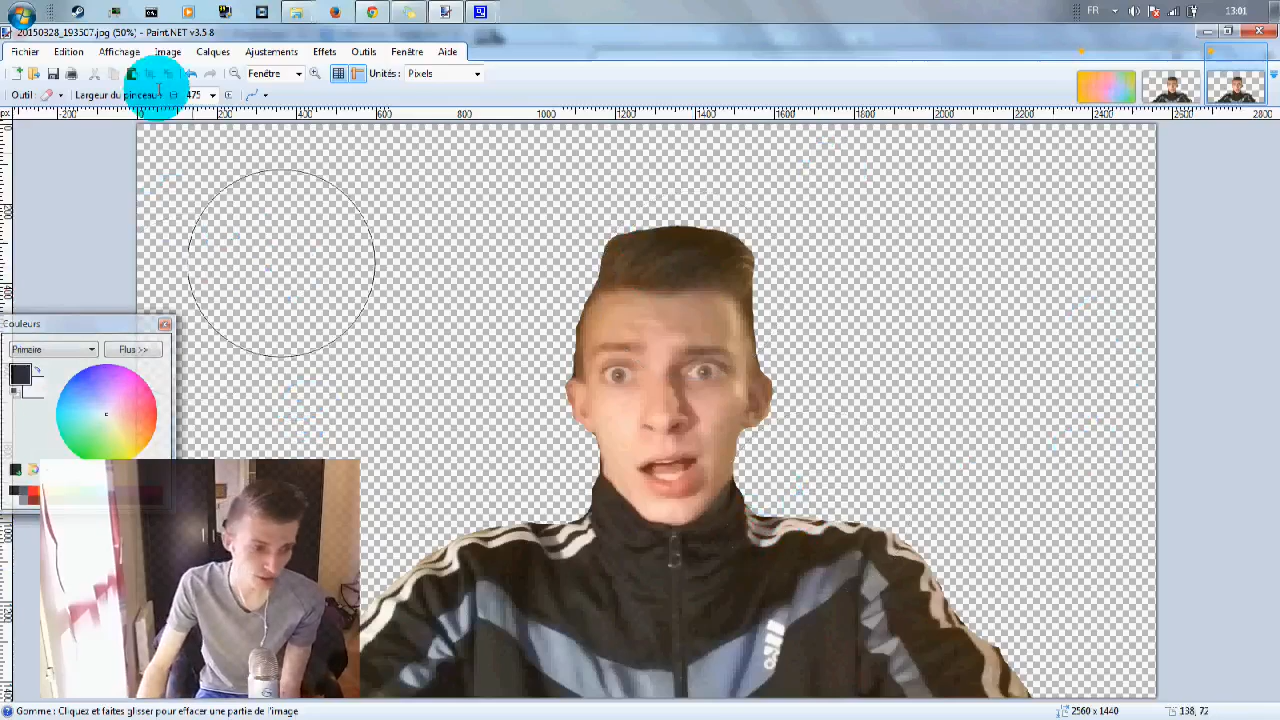 FR
13:01
20150328_193507.jpg (50%) - Paint.NET v3.5.8
Fichier Edition Affichage Image Calques Ajustements Effets Outils Fenêtre Aide
Fenêtre Unités : Pixels
Outil : Largeur du pinceau : 475
px -200 0 200 400 600 800 1000 1200 1400 1600 1800 2000 2200 2400 2600 2800
Couleurs
Primaire Plus >>
adidas
Gomme : Cliquez et faites glisser pour effacer une partie de l'image 2560 x 1440 138, 72